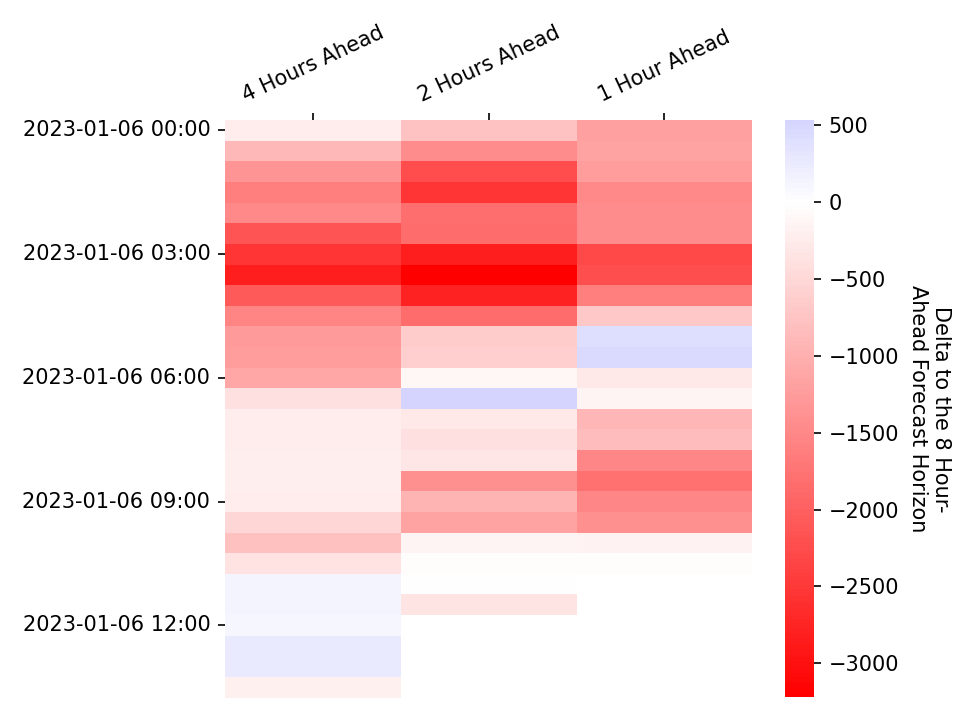 4 Hours Ahead
2 Hours Ahead
1 Hour Ahead
2023-01-06 00:00
2023-01-06 03:00
2023-01-06 06:00
2023-01-06 09:00
2023-01-06 12:00
500
0
−500
−1000
−1500
−2000
−2500
−3000
Delta to the 8 Hour-
Ahead Forecast Horizon